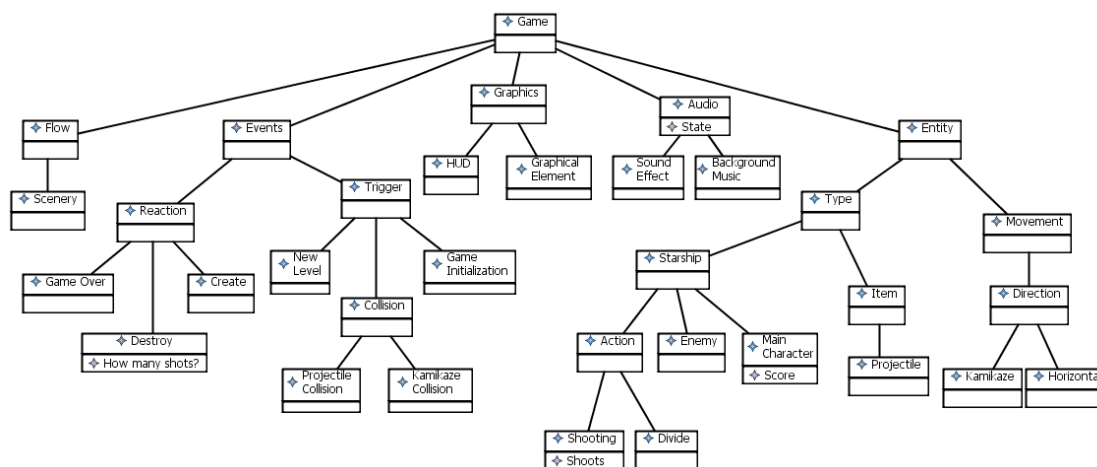 Game
Graphics
Audio
State
Flow
Events
Entity
HUD
Graphical
Element
Sound
Effect
Background
Music
Scenery
Reaction
Trigger
Type
Movement
New
Level
Game
Initialization
Starship
Game Over
Create
Collision
Item
Direction
Destroy
How many shots?
Action
Enemy
Main
Character
Score
Projectile
Collision
Kamikaze
Collision
Projectile
Kamikaze
Horizonta
Shooting
Shoots
Divide